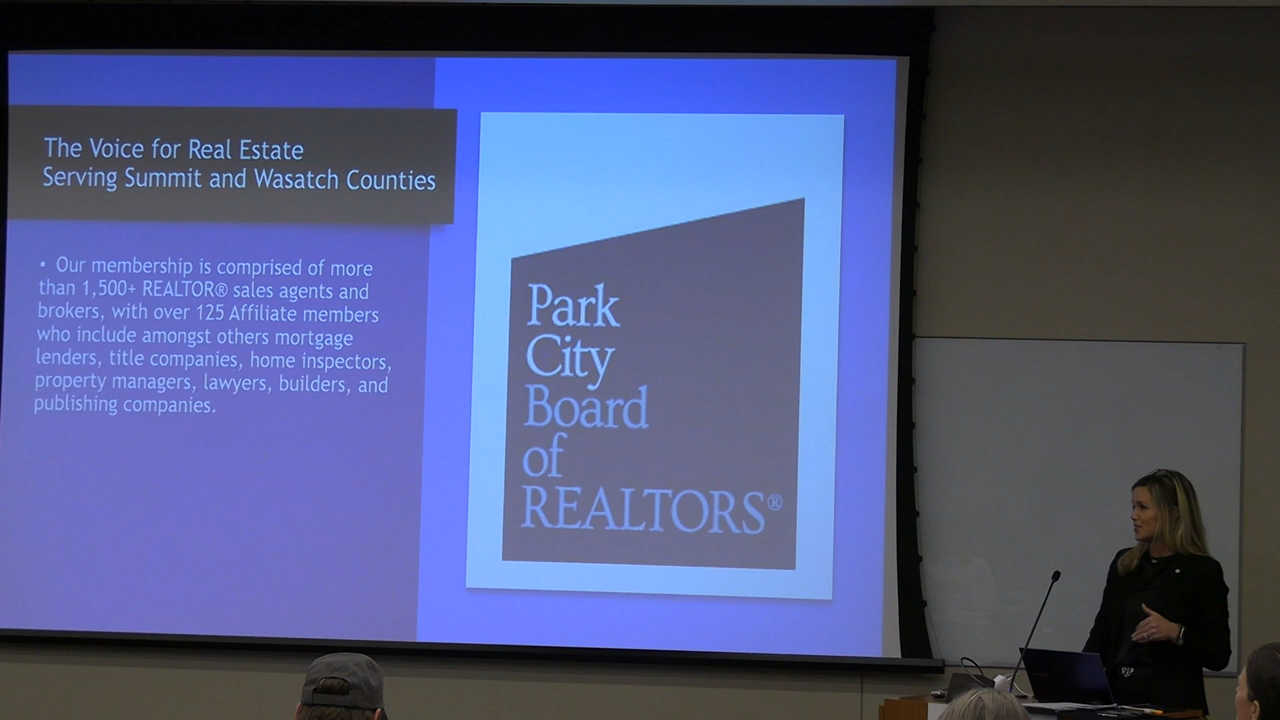 The Voice for Real Estate
Serving Summit and Wasatch Counties
• Our membership is comprised of more
than 1,500+ REALTOR® sales agents and
brokers, with over 125 Affiliate members
who include amongst others mortgage
lenders, title companies, home inspectors,
property managers, lawyers, builders, and
publishing companies.
Park
City
Board
of
REALTORS®